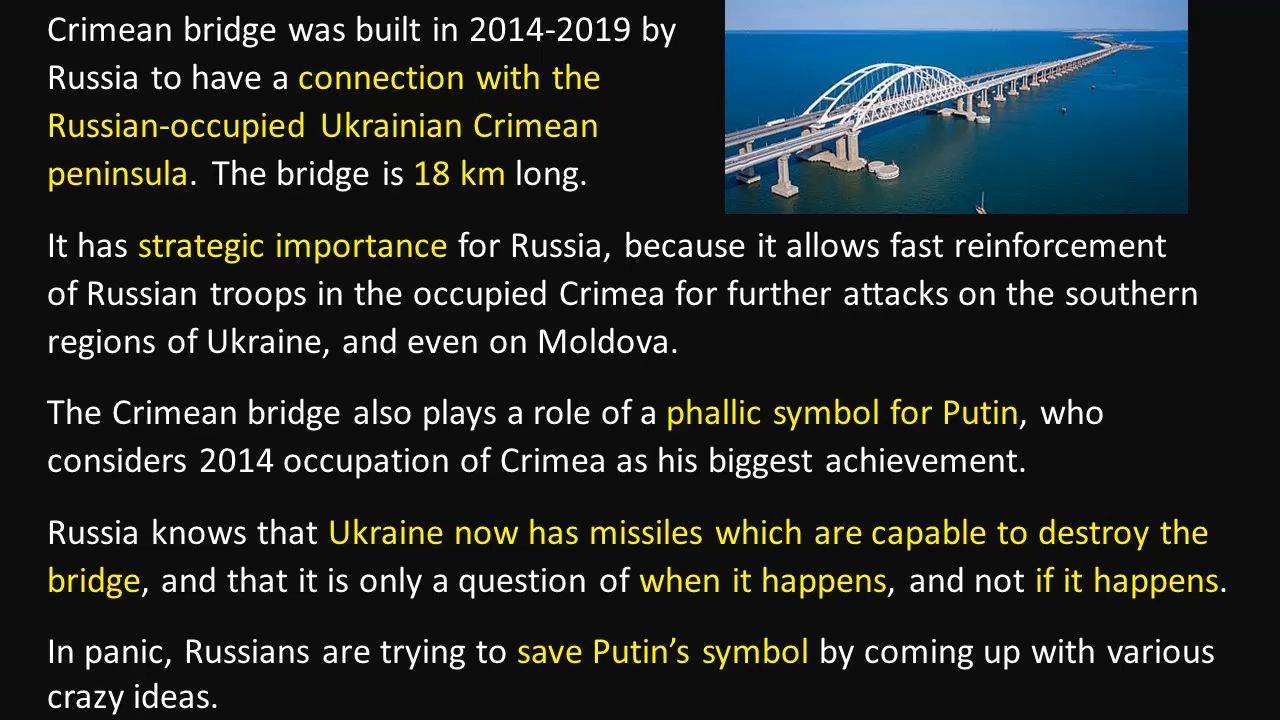 Crimean bridge was built in 2014-2019 by
Russia to have a connection with the
Russian-occupied Ukrainian Crimean
peninsula. The bridge is 18 km long.
It has strategic importance for Russia, because it allows fast reinforcement
of Russian troops in the occupied Crimea for further attacks on the southern
regions of Ukraine, and even on Moldova.
The Crimean bridge also plays a role of a phallic symbol for Putin, who
considers 2014 occupation of Crimea as his biggest achievement.
Russia knows that Ukraine now has missiles which are capable to destroy the
bridge, and that it is only a question of when it happens, and not if it happens.
In panic, Russians are trying to save Putin’s symbol by coming up with various
crazy ideas.